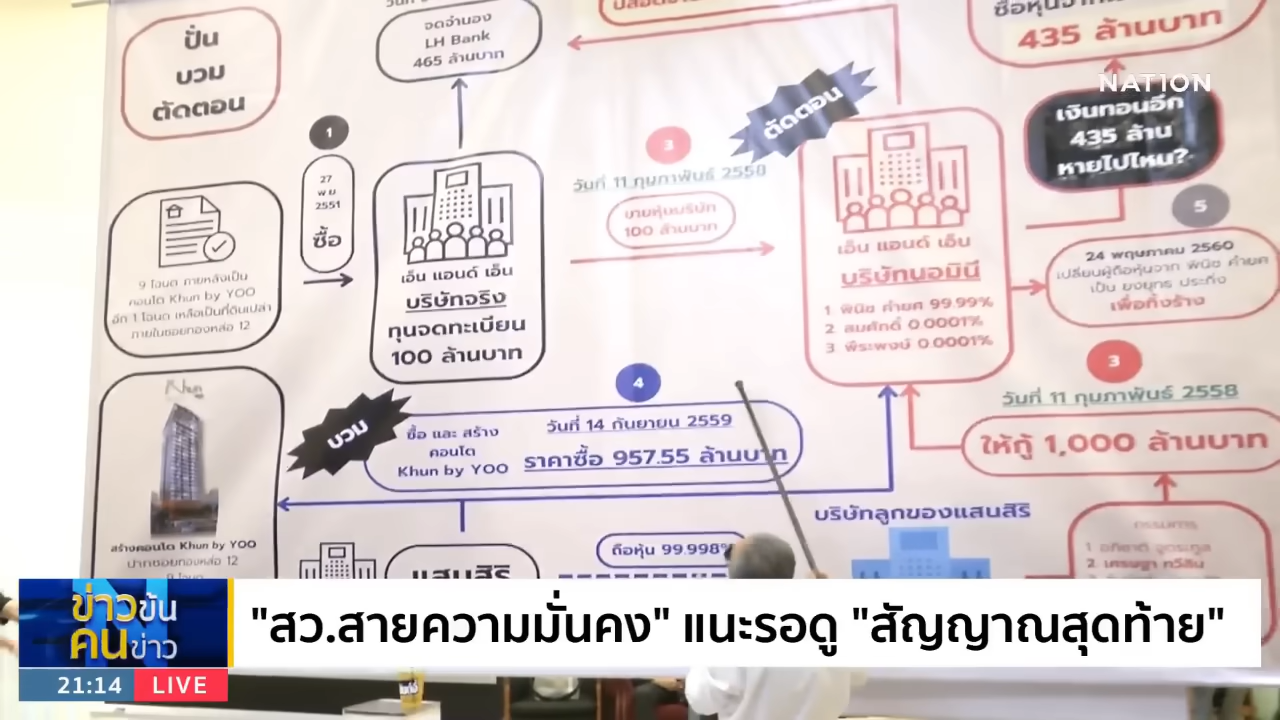 ปั่น
บวม
ตัดตอน
จดจำนอง
LH Bank
465 ล้านบาท
435 ล้านบาท
NATION
เงินทอนอีก
435 ล้าน
หายไปไหน?
ตัดตอน
1
27
พ ย
2551
ซื้อ
3
วันที่ 11 กุมภาพันธ์ 2558
ขายหุ้นบริษัท
100 ล้านบาท
5
24 พฤษภาคม 2560
เปลี่ยนผู้ถือหุ้นจาก พินิช คำยศ
เป็น ยงยุทธ ประกิ่ง
เพื่อทิ้งร้าง
9 โฉนด ภายหลังเป็น
คอนโด Khun by YOO
อีก 1 โฉนด เหลือเป็นที่ดินเปล่า
ภายในซอยทองหล่อ 12
เอ็น แอนด์ เอ็น
บริษัทจริง
ทุนจดทะเบียน
100 ล้านบาท
เอ็น แอนด์ เอ็น
บริษัทนอมินี
1 พินิช คำยศ 99.99%
2 สมศักดิ์ 0.0001%
3 พีระพงษ์ 0.0001%
3
วันที่ 11 กุมภาพันธ์ 2558
ให้กู้ 1,000 ล้านบาท
4
บวม
ซื้อ และ สร้าง
คอนโด
Khun by YOO
วันที่ 14 กันยายน 2559
ราคาซื้อ 957.55 ล้านบาท
Khun
สร้างคอนโด Khun by YOO
ปากซอยทองหล่อ 12
9 โฉนด
แสนสิริ
ถือหุ้น 99.998%
บริษัทลูกของแสนสิริ
กรรมการ
1 อภิชาติ จูตระกูล
2 เศรษฐา ทวีสิน
ข่าวข้น
คนข่าว
"สว.สายความมั่นคง" แนะรอดู "สัญญาณสุดท้าย"
21:14 LIVE